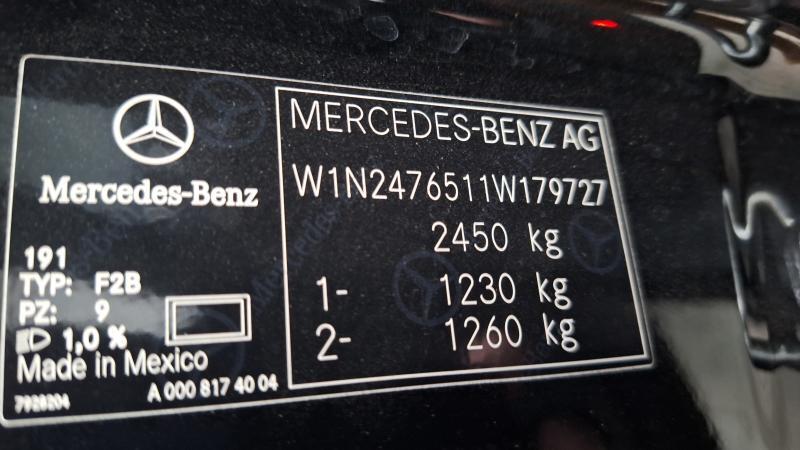 Mercedes-Benz
191
TYP: F2B
PZ: 9
1,0 %
Made in Mexico
7928204
A 000 817 40 04
MERCEDES-BENZ AG
W1N2476511W179727
2450 kg
1- 1230 kg
2- 1260 kg